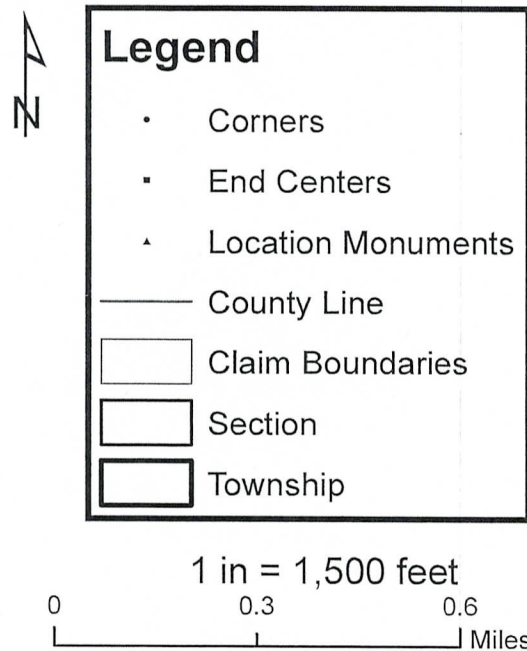 N
Legend
Corners
End Centers
Location Monuments
County Line
Claim Boundaries
Section
Township
1 in = 1,500 feet
0 0.3 0.6
Miles